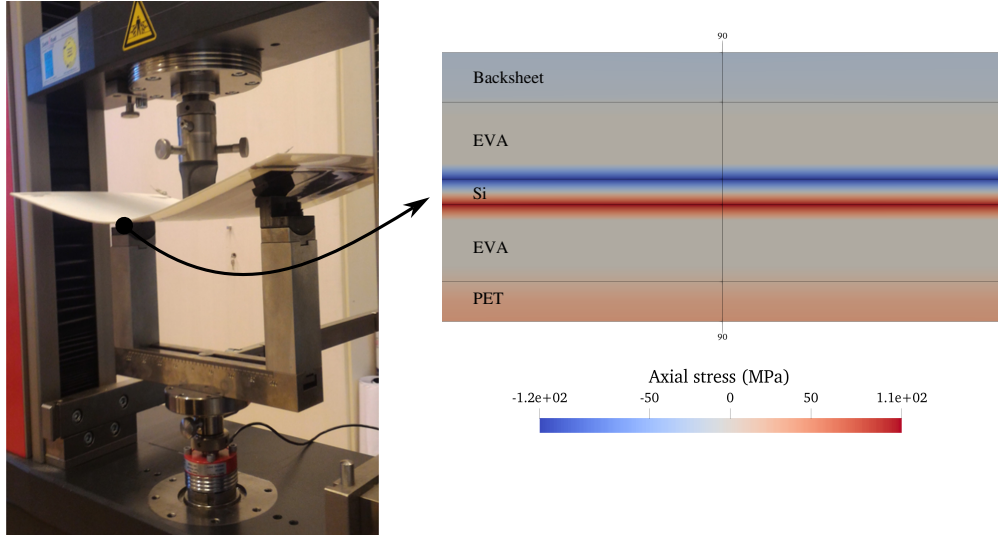 90
Backsheet
EVA
Si
EVA
PET
90
Axial stress (MPa)
-1.2e+02 -50 0 50 1.1e+02